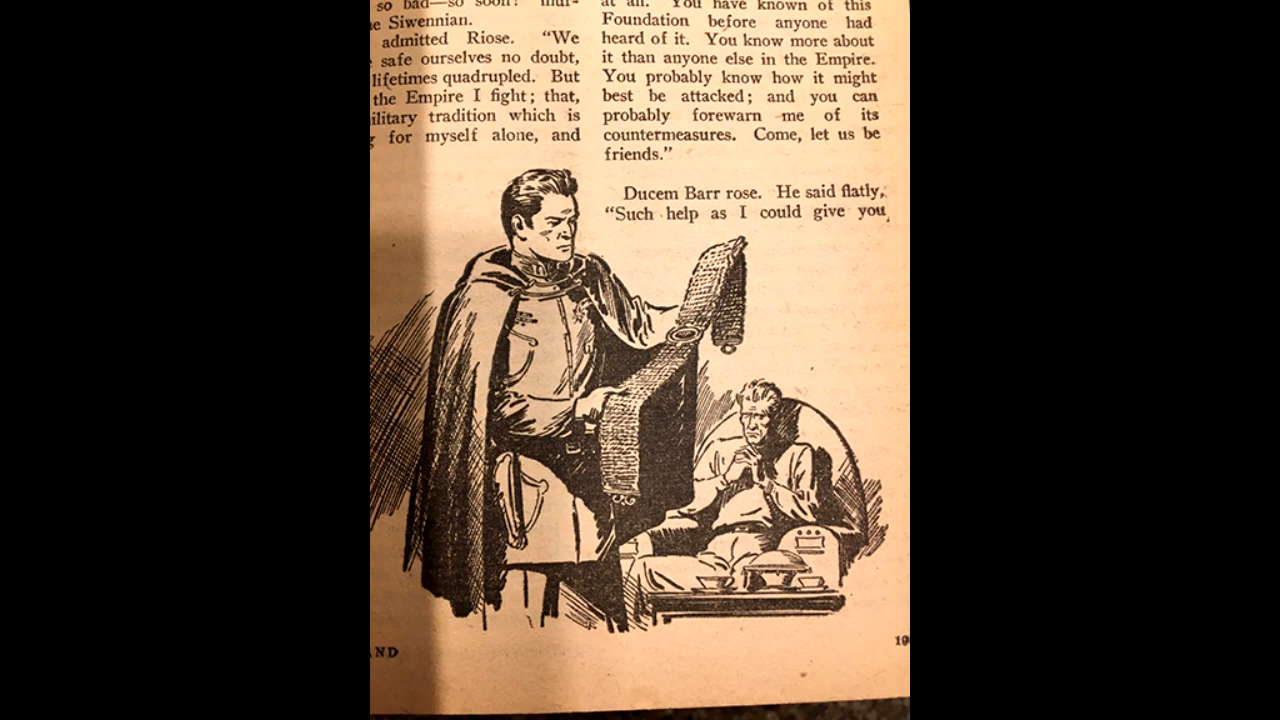 so bad—so soon!
Siwennian.
admitted Riose. “We
safe ourselves no doubt,
lifetimes quadrupled. But
the Empire I fight; that,
military tradition which is
for myself alone, and
at all. You have known of this
Foundation before anyone had
heard of it. You know more about
it than anyone else in the Empire.
You probably know how it might
best be attacked; and you can
probably forewarn me of its
countermeasures. Come, let us be
friends.”
Ducem Barr rose. He said flatly,
“Such help as I could give you
AND
19